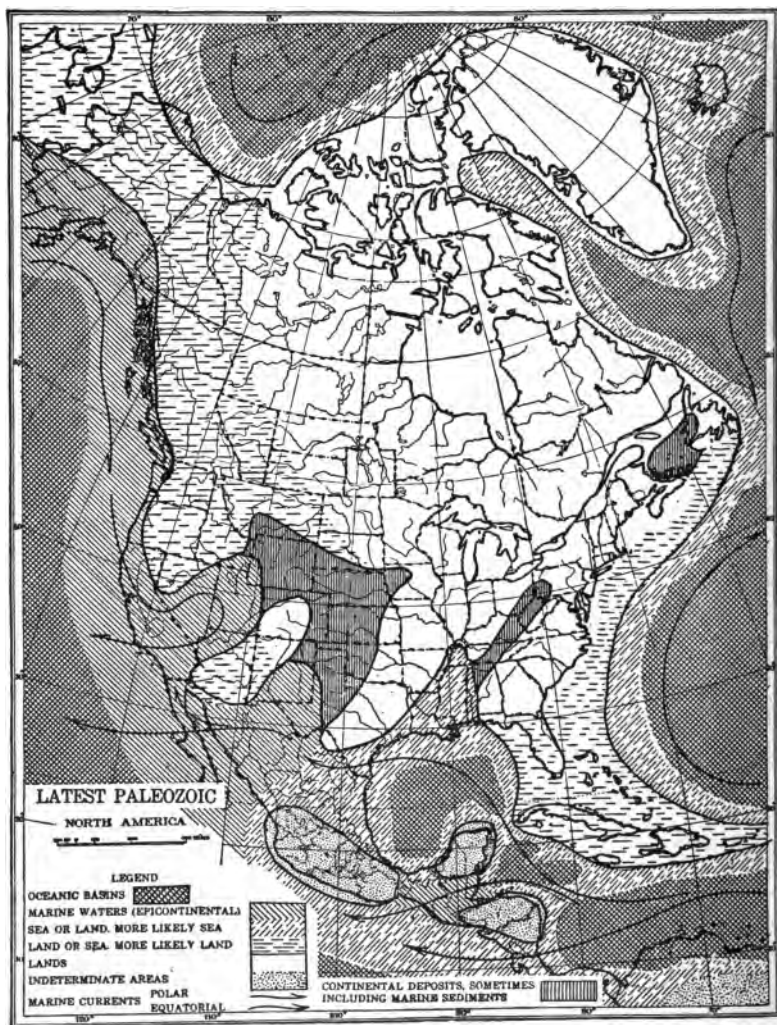 LATEST PALEOZOIC
NORTH AMERICA
LEGEND
OCEANIC BASINS
MARINE WATERS (EPICONTINENTAL)
SEA OR LAND. MORE LIKELY SEA
LAND OR SEA. MORE LIKELY LAND
LANDS
INDETERMINATE AREAS
MARINE CURRENTS POLAR
EQUATORIAL
CONTINENTAL DEPOSITS, SOMETIMES
INCLUDING MARINE SEDIMENTS